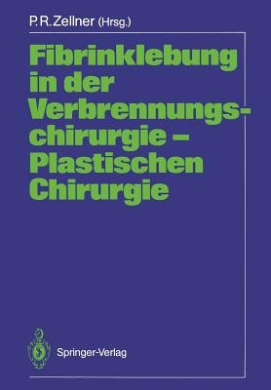 P.R. Zellner (Hrsg.)
Fibrinklebung
in der
Verbrennungs-
chirurgie –
Plastischen
Chirurgie
Springer-Verlag